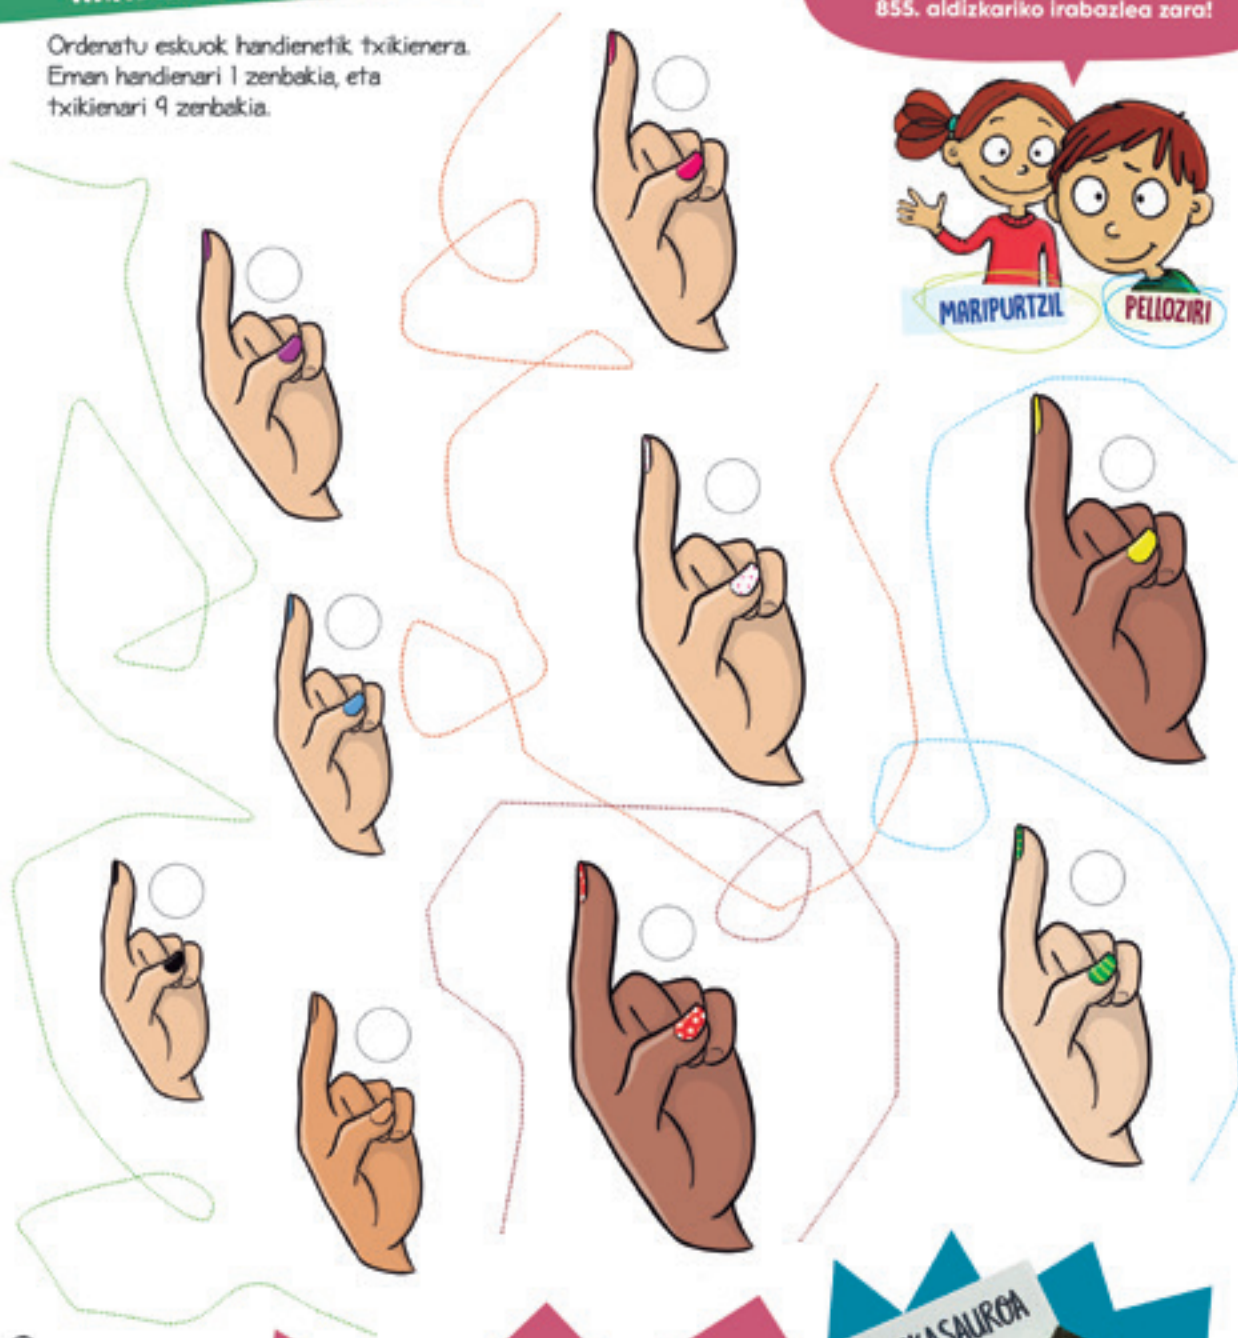 855. aldizkariko irabazlea zara!
Ordenatu eskuok handienetik txikienera.
Eman handienari 1 zenbakia, eta
txikienari 9 zenbakia.
MARIPURTZIL
PELLOZIRI